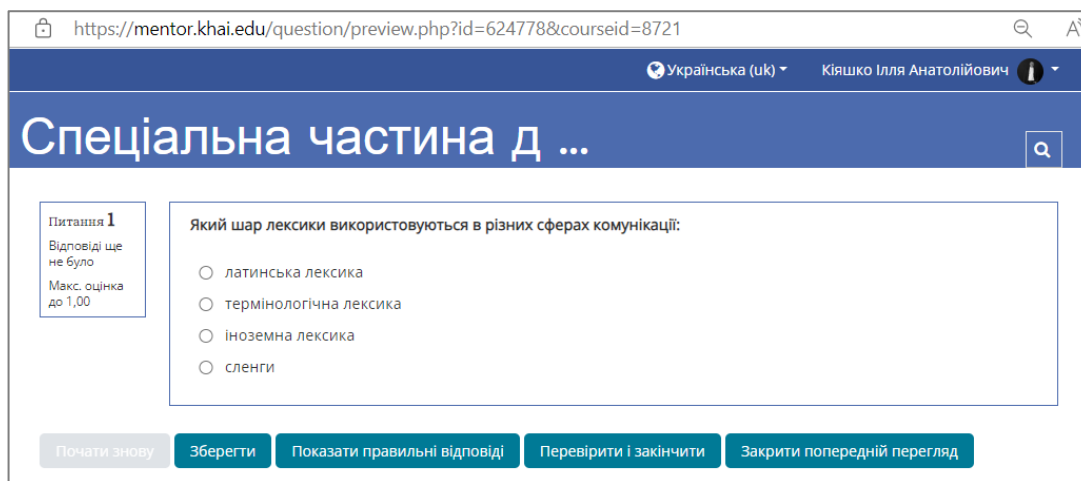 https://mentor.khai.edu/question/preview.php?id=624778&courseid=8721
Українська (uk)
Кіяшко Ілля Анатолійович
Спеціальна частина д ...
Питання 1
Відповіді ще
не було
Макс. оцінка
до 1,00
Який шар лексики використовуються в різних сферах комунікації:
латинська лексика
термінологічна лексика
іноземна лексика
сленги
Почати знову
Зберегти
Показати правильні відповіді
Перевірити і закінчити
Закрити попередній перегляд